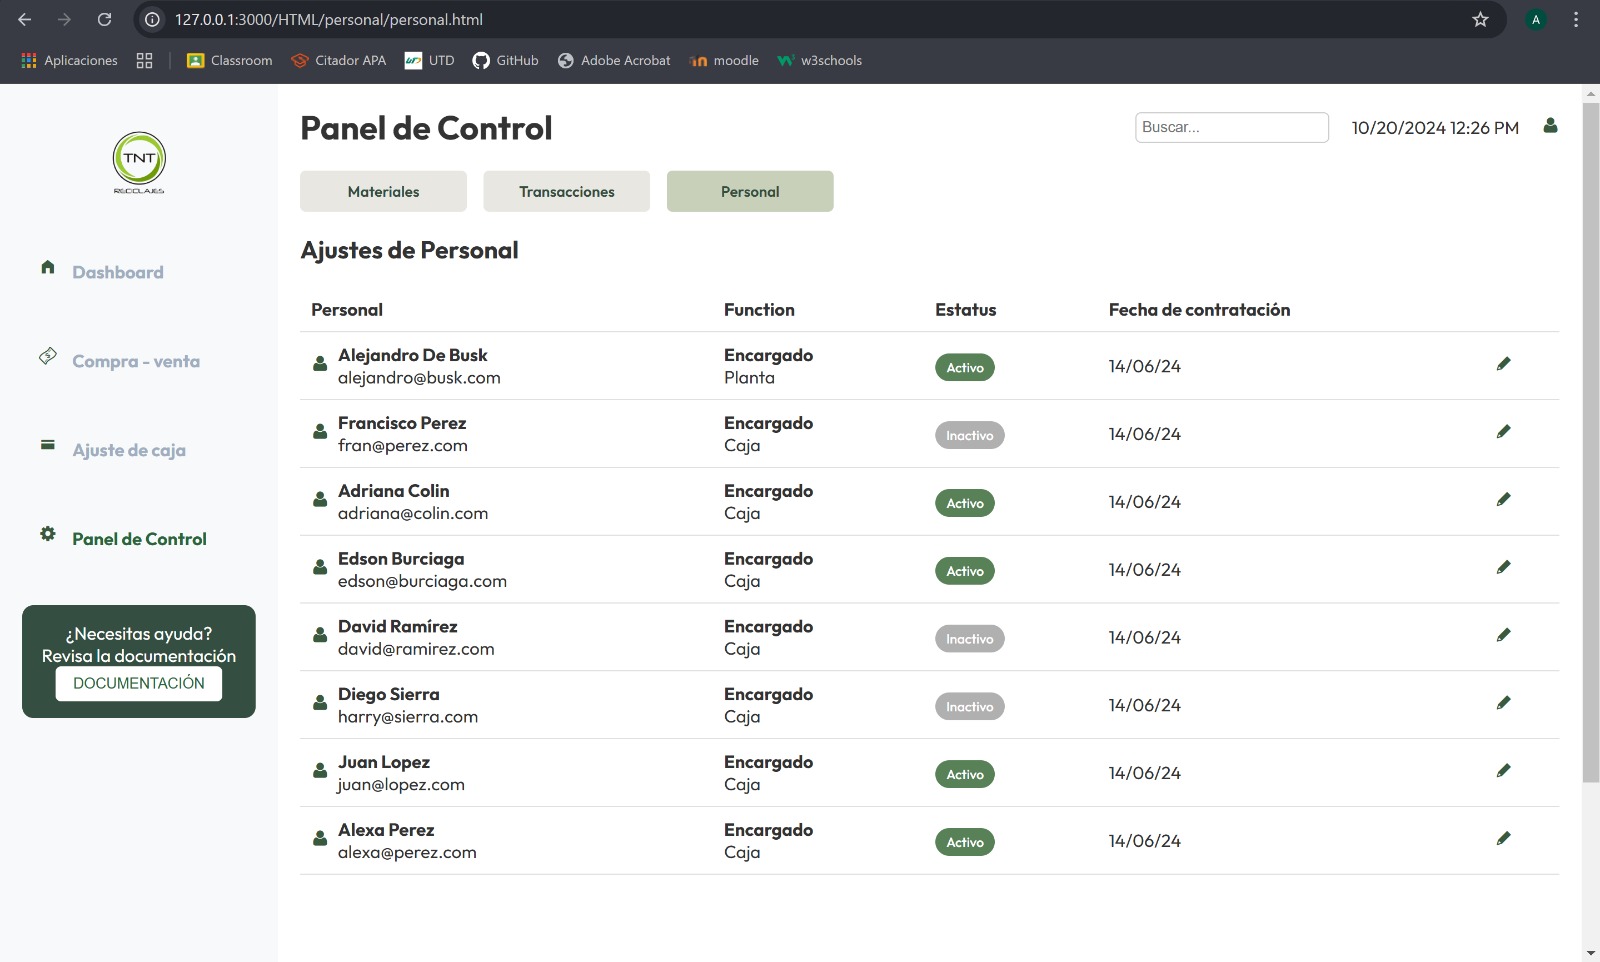 127.0.0.1:3000/HTML/personal/personal.html
A
Aplicaciones
Classroom
Citador APA
UTD
GitHub
Adobe Acrobat
moodle
w3schools
TNT
RECICLAJES
Dashboard
Compra - venta
Ajuste de caja
Panel de Control
¿Necesitas ayuda?
Revisa la documentación
DOCUMENTACIÓN
Panel de Control
Buscar...
10/20/2024 12:26 PM
Materiales
Transacciones
Personal
Ajustes de Personal
Personal Function Estatus Fecha de contratación
Alejandro De Busk Encargado
alejandro@busk.com Planta Activo 14/06/24
Francisco Perez Encargado
fran@perez.com Caja Inactivo 14/06/24
Adriana Colin Encargado
adriana@colin.com Caja Activo 14/06/24
Edson Burciaga Encargado
edson@burciaga.com Caja Activo 14/06/24
David Ramírez Encargado
david@ramirez.com Caja Inactivo 14/06/24
Diego Sierra Encargado
harry@sierra.com Caja Inactivo 14/06/24
Juan Lopez Encargado
juan@lopez.com Caja Activo 14/06/24
Alexa Perez Encargado
alexa@perez.com Caja Activo 14/06/24